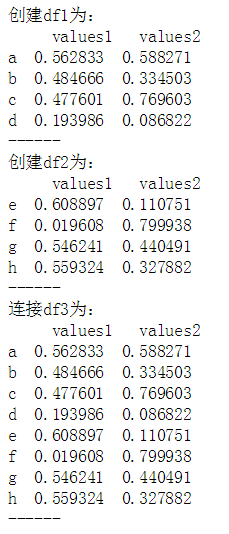 创建df1为:
values1 values2
a 0.562833 0.588271
b 0.484666 0.334503
c 0.477601 0.769603
d 0.193986 0.086822
------
创建df2为:
values1 values2
e 0.608897 0.110751
f 0.019608 0.799938
g 0.546241 0.440491
h 0.559324 0.327882
------
连接df3为:
values1 values2
a 0.562833 0.588271
b 0.484666 0.334503
c 0.477601 0.769603
d 0.193986 0.086822
e 0.608897 0.110751
f 0.019608 0.799938
g 0.546241 0.440491
h 0.559324 0.327882
------